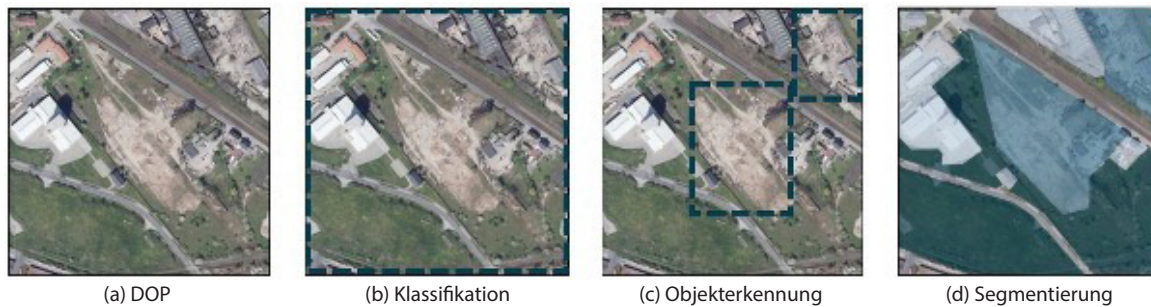 (a) DOP
(b) Klassifikation
(c) Objekterkennung
(d) Segmentierung